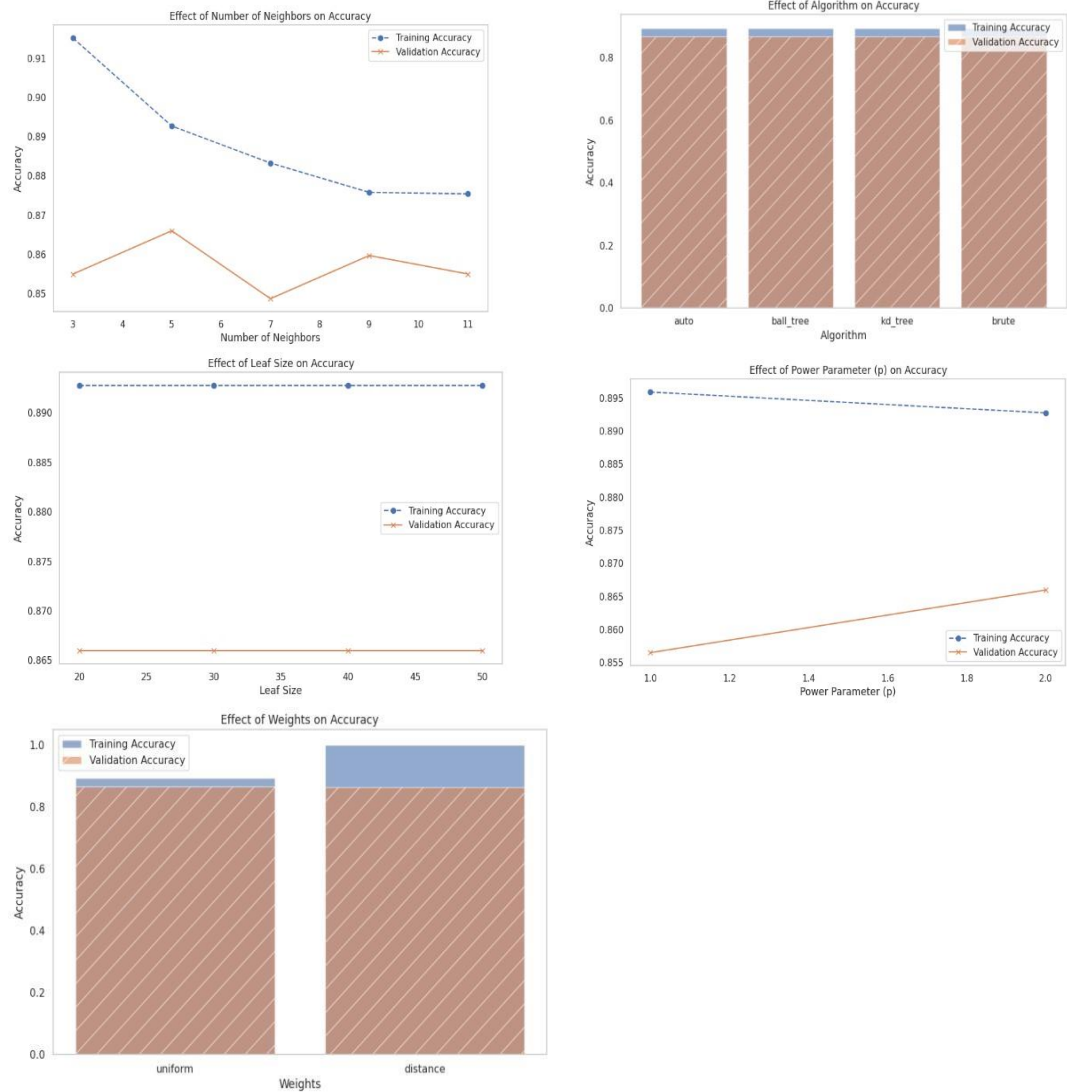 Effect of Number of Neighbors on Accuracy
Training Accuracy
Validation Accuracy
Accuracy
0.91
0.90
0.89
0.88
0.87
0.86
0.85
3 4 5 6 7 8 9 10 11
Number of Neighbors
Effect of Algorithm on Accuracy
Training Accuracy
Validation Accuracy
Accuracy
0.8
0.6
0.4
0.2
0.0
auto ball_tree kd_tree brute
Algorithm
Effect of Leaf Size on Accuracy
Accuracy
0.890
0.885
0.880
0.875
0.870
0.865
Training Accuracy
Validation Accuracy
20 25 30 35 40 45 50
Leaf Size
Effect of Power Parameter (p) on Accuracy
Accuracy
0.895
0.890
0.885
0.880
0.875
0.870
0.865
0.860
0.855
Training Accuracy
Validation Accuracy
1.0 1.2 1.4 1.6 1.8 2.0
Power Parameter (p)
Effect of Weights on Accuracy
Training Accuracy
Validation Accuracy
Accuracy
1.0
0.8
0.6
0.4
0.2
0.0
uniform distance
Weights